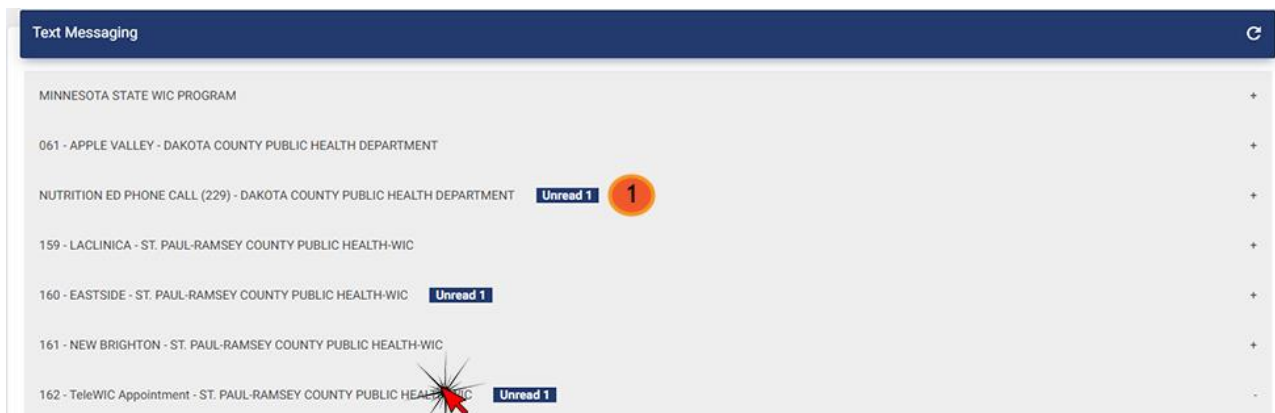 Text Messaging
MINNESOTA STATE WIC PROGRAM +
061 - APPLE VALLEY - DAKOTA COUNTY PUBLIC HEALTH DEPARTMENT +
NUTRITION ED PHONE CALL (229) - DAKOTA COUNTY PUBLIC HEALTH DEPARTMENT Unread 1 1 +
159 - LACLINICA - ST. PAUL-RAMSEY COUNTY PUBLIC HEALTH-WIC +
160 - EASTSIDE - ST. PAUL-RAMSEY COUNTY PUBLIC HEALTH-WIC Unread 1 +
161 - NEW BRIGHTON - ST. PAUL-RAMSEY COUNTY PUBLIC HEALTH-WIC +
162 - TeleWIC Appointment - ST. PAUL-RAMSEY COUNTY PUBLIC Unread 1 -